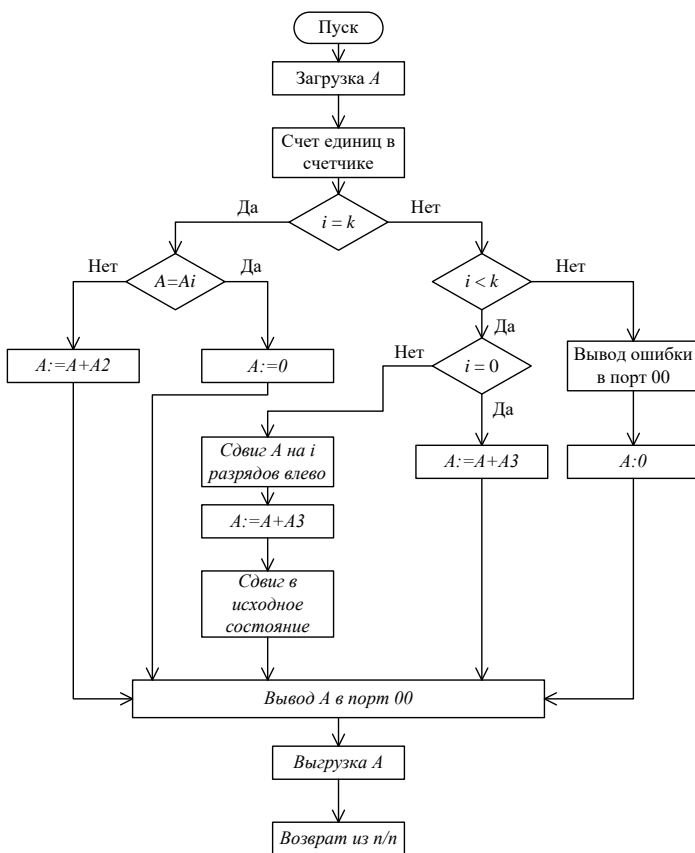 Пуск
Загрузка A
Счет единиц в
счетчике
Да
i = k
Нет
Нет
A=Ai
Да
i < k
Нет
Да
A:=A+A2
A:=0
Нет
i = 0
Вывод ошибки
в порт 00
Да
Сдвиг A на i
разрядов влево
A:=A+A3
A:0
A:=A+A3
Сдвиг в
исходное
состояние
Вывод A в порт 00
Выгрузка A
Возврат из п/п